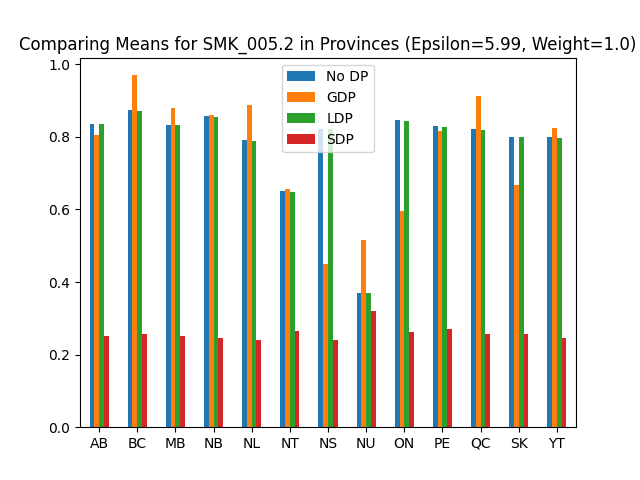 Comparing Means for SMK_005.2 in Provinces (Epsilon=5.99, Weight=1.0)
1.0
0.8
0.6
0.4
0.2
0.0
No DP
GDP
LDP
SDP
AB BC MB NB NL NT NS NU ON PE QC SK YT